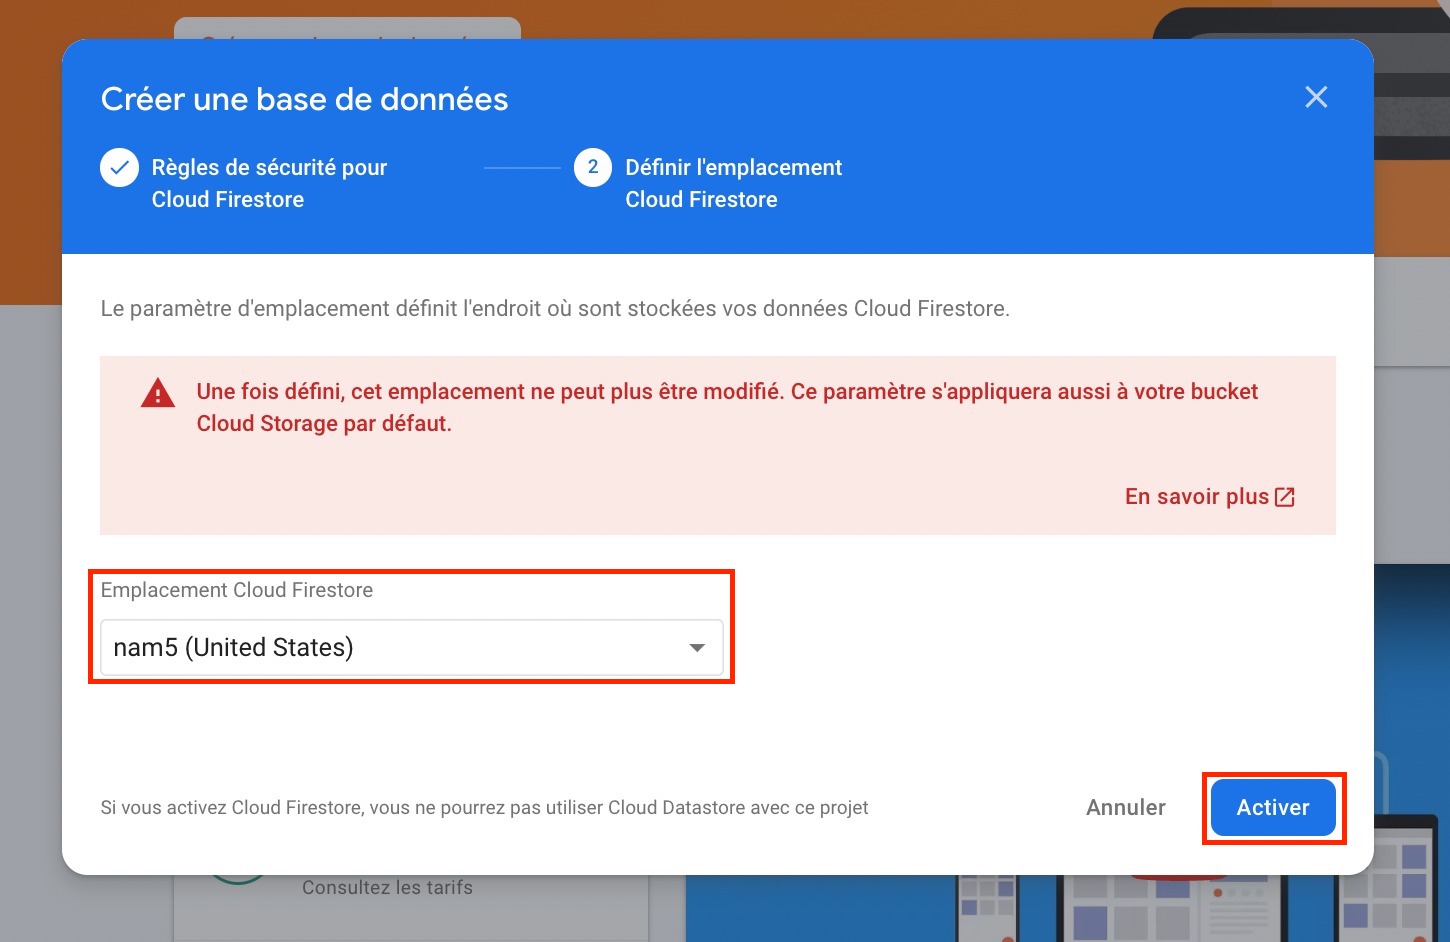 Créer une base de données
Règles de sécurité pour
Cloud Firestore
2
Définir l'emplacement
Cloud Firestore
Le paramètre d'emplacement définit l'endroit où sont stockées vos données Cloud Firestore.
Une fois défini, cet emplacement ne peut plus être modifié. Ce paramètre s'appliquera aussi à votre bucket
Cloud Storage par défaut.
En savoir plus
Emplacement Cloud Firestore
nam5 (United States)
Si vous activez Cloud Firestore, vous ne pourrez pas utiliser Cloud Datastore avec ce projet
Annuler
Activer
Consultez les tarifs